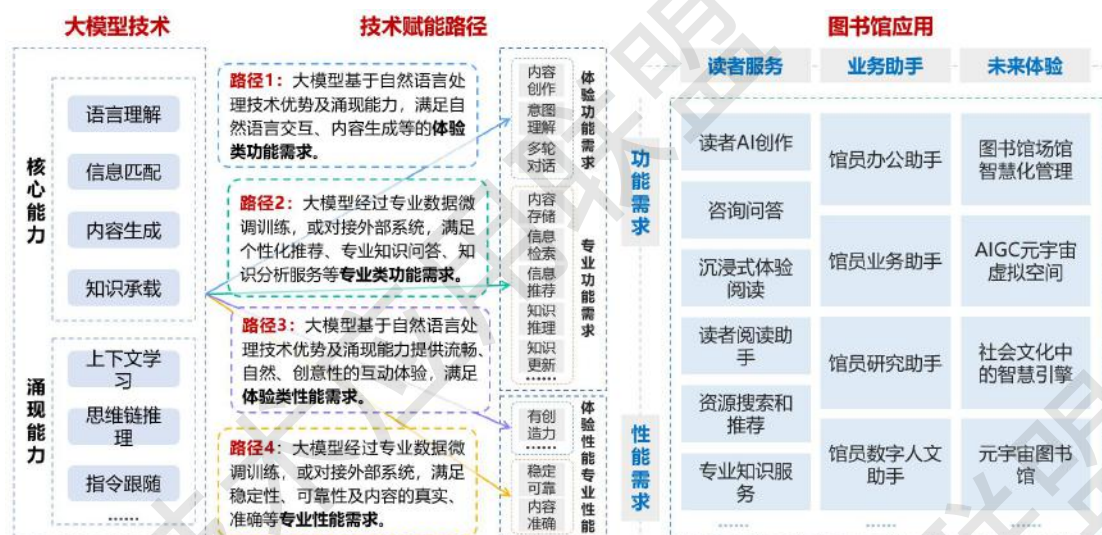 大模型技术
技术赋能路径
图书馆应用
核心能力
语言理解
信息匹配
内容生成
知识承载
涌现能力
上下文学
习
思维链推
理
指令跟随
......
路径1：大模型基于自然语言处
理技术优势及涌现能力，满足自
然语言交互、内容生成等的体验
类功能需求。
路径2：大模型经过专业数据微
调训练，或对接外部系统，满足
个性化推荐、专业知识问答、知
识分析服务等专业类功能需求。
路径3：大模型基于自然语言处
理技术优势及涌现能力提供流畅、
自然、创意性的互动体验，满足
体验类性能需求。
路径4：大模型经过专业数据微
调训练，或对接外部系统，满足
稳定性、可靠性及内容的真实、
准确等专业性能需求。
内容
创作
意图
理解
多轮
对话
体验功能需求
内容
存储
信息
检索
信息
推荐
知识
推理
知识
更新
......
专业功能需求
有创
造力
......
体验性能
稳定
可靠
内容
准确
专业性能
功能需求
性能需求
读者服务
业务助手
未来体验
读者AI创作
咨询问答
沉浸式体验
阅读
读者阅读助
手
资源搜索和
推荐
专业知识服
务
......
馆员办公助手
馆员业务助手
馆员研究助手
馆员数字人文
助手
......
图书馆场馆
智慧化管理
AIGC元宇宙
虚拟空间
社会文化中
的智慧引擎
元宇宙图书
馆
......